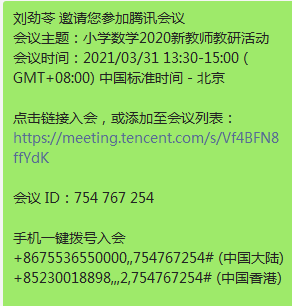 刘劲苓 邀请您参加腾讯会议
会议主题：小学数学2020新教师教研活动
会议时间：2021/03/31 13:30-15:00 (
GMT+08:00) 中国标准时间 - 北京
点击链接入会，或添加至会议列表：
https://meeting.tencent.com/s/Vf4BFN8
ffYdK
会议 ID：754 767 254
手机一键拨号入会
+8675536550000,,754767254# (中国大陆)
+85230018898,,,2,754767254# (中国香港)